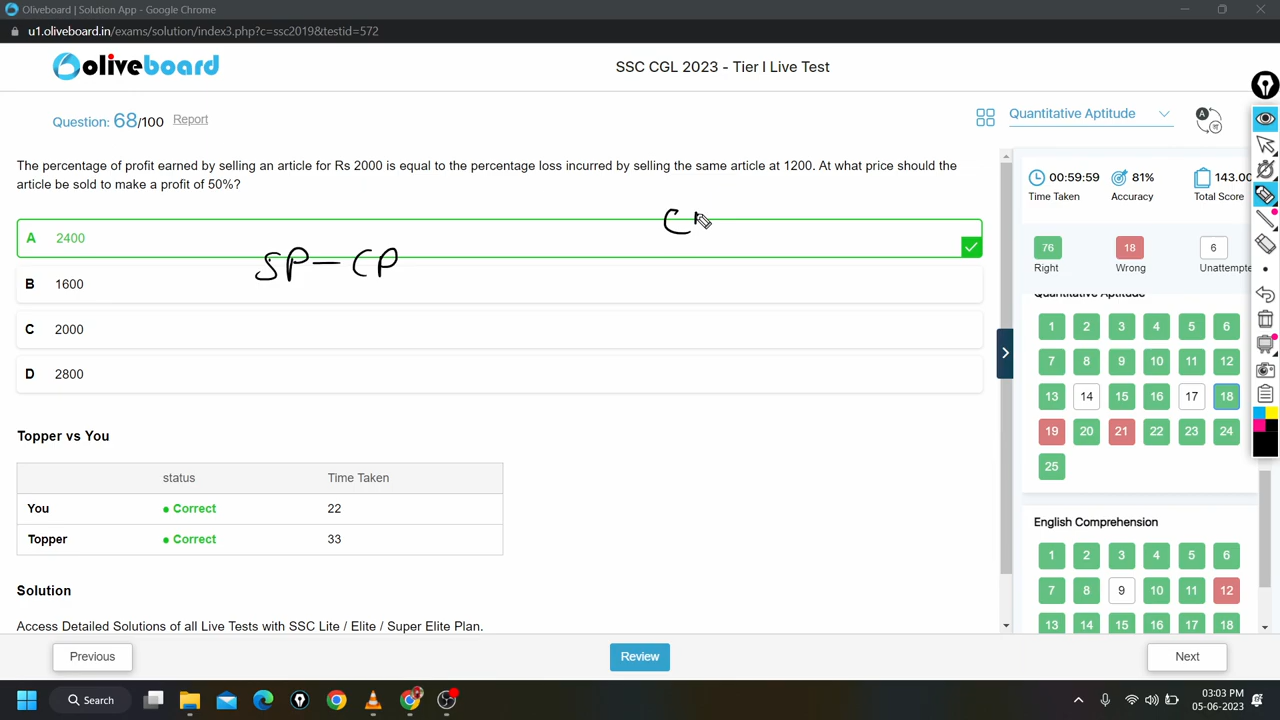 Oliveboard | Solution App - Google Chrome
u1.oliveboard.in/exams/solution/index3.php?c=ssc2019&testid=572
oliveboard
SSC CGL 2023 - Tier I Live Test
Question: 68/100 Report
Quantitative Aptitude
The percentage of profit earned by selling an article for Rs 2000 is equal to the percentage loss incurred by selling the same article at 1200. At what price should the
article be sold to make a profit of 50%?
A 2400
B 1600
C 2000
D 2800
SP - CP
C
00:59:59 81% 143.00
Time Taken Accuracy Total Score
76 18 6
Right Wrong Unattempte
Quantitative Aptitude
1 2 3 4 5 6
7 8 9 10 11 12
13 14 15 16 17 18
19 20 21 22 23 24
25
Topper vs You
status Time Taken
You Correct 22
Topper Correct 33
English Comprehension
1 2 3 4 5 6
7 8 9 10 11 12
13 14 15 16 17 18
Solution
Access Detailed Solutions of all Live Tests with SSC Lite / Elite / Super Elite Plan.
Previous Review Next
Search
03:03 PM
05-06-2023